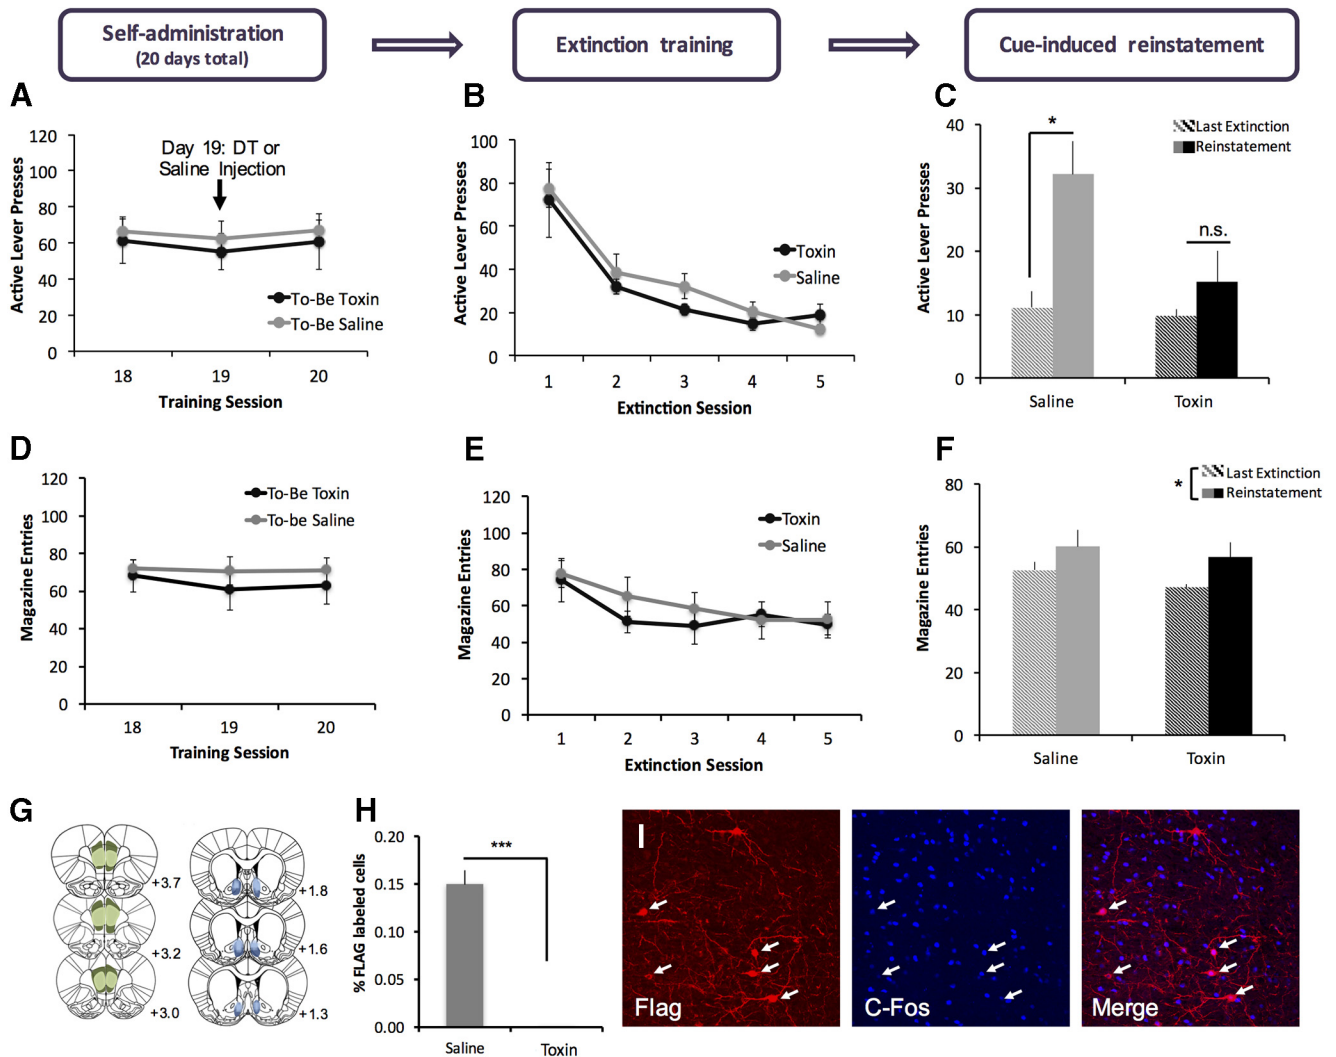 Self-administration
(20 days total)
Extinction training
Cue-induced reinstatement
A
Active Lever Presses
120
100
80
60
40
20
0
Day 19: DT or
Saline Injection
To-Be Toxin
To-Be Saline
18
19
20
Training Session
B
Active Lever Presses
100
80
60
40
20
0
Toxin
Saline
1
2
3
4
5
Extinction Session
C
Active Lever Presses
40
30
20
10
0
*
n.s.
Last Extinction
Reinstatement
Saline
Toxin
D
Magazine Entries
120
100
80
60
40
20
0
To-Be Toxin
To-be Saline
18
19
20
Training Session
E
Magazine Entries
120
100
80
60
40
20
0
Toxin
Saline
1
2
3
4
5
Extinction Session
F
Magazine Entries
80
60
40
20
0
*
Last Extinction
Reinstatement
Saline
Toxin
G
+3.7
+3.2
+3.0
+1.8
+1.6
+1.3
H
% FLAG labeled cells
0.20
0.15
0.10
0.05
0.00
***
Saline
Toxin
I
Flag
C-Fos
Merge